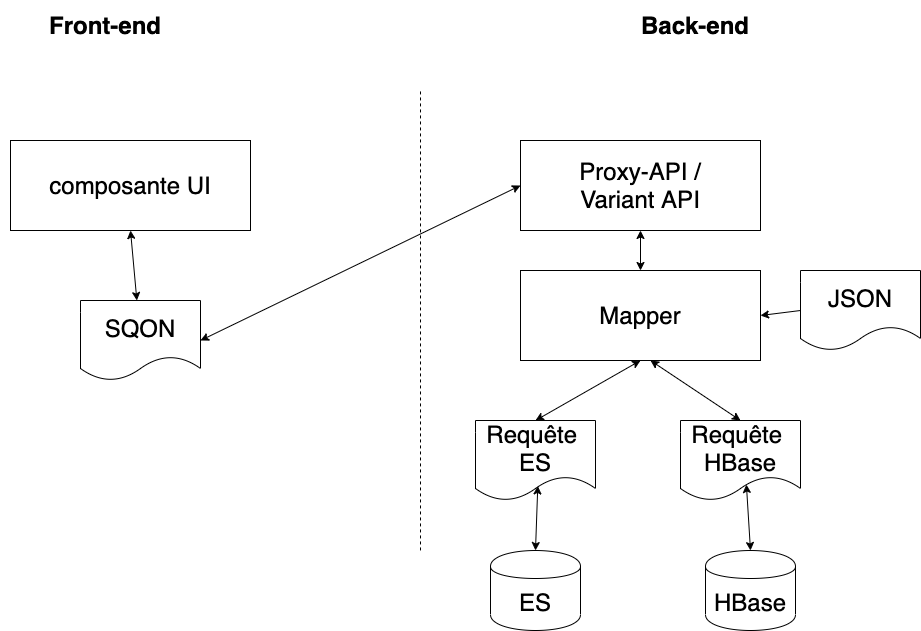 Front-end
Back-end
composante UI
Proxy-API /
Variant API
SQON
Mapper
JSON
Requête
ES
Requête
HBase
ES
HBase